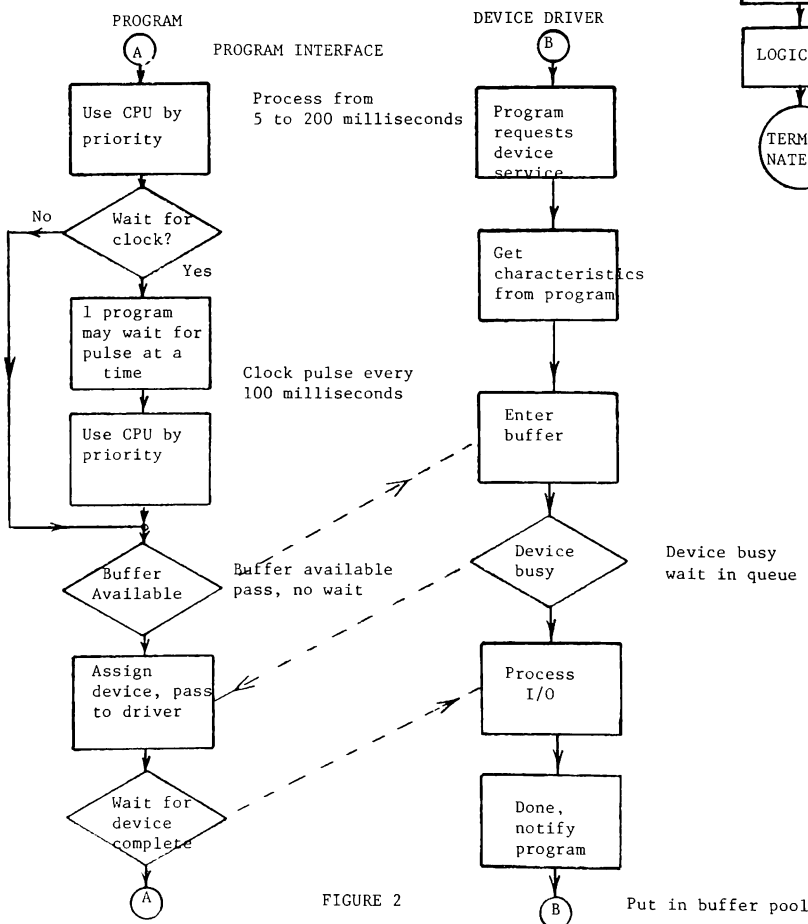 PROGRAM
A
PROGRAM INTERFACE
Use CPU by
priority
Process from
5 to 200 milliseconds
No
Wait for
clock?
Yes
1 program
may wait for
pulse at a
time
Clock pulse every
100 milliseconds
Use CPU by
priority
Buffer
Available
Buffer available
pass, no wait
Assign
device, pass
to driver
Wait for
device
complete
A
FIGURE 2
DEVICE DRIVER
B
Program
requests
device
service
Get
characteristics
from program
Enter
buffer
Device
busy
Device busy
wait in queue
Process
I/O
Done,
notify
program
B
Put in buffer pool
LOGIC
TERM
NATE